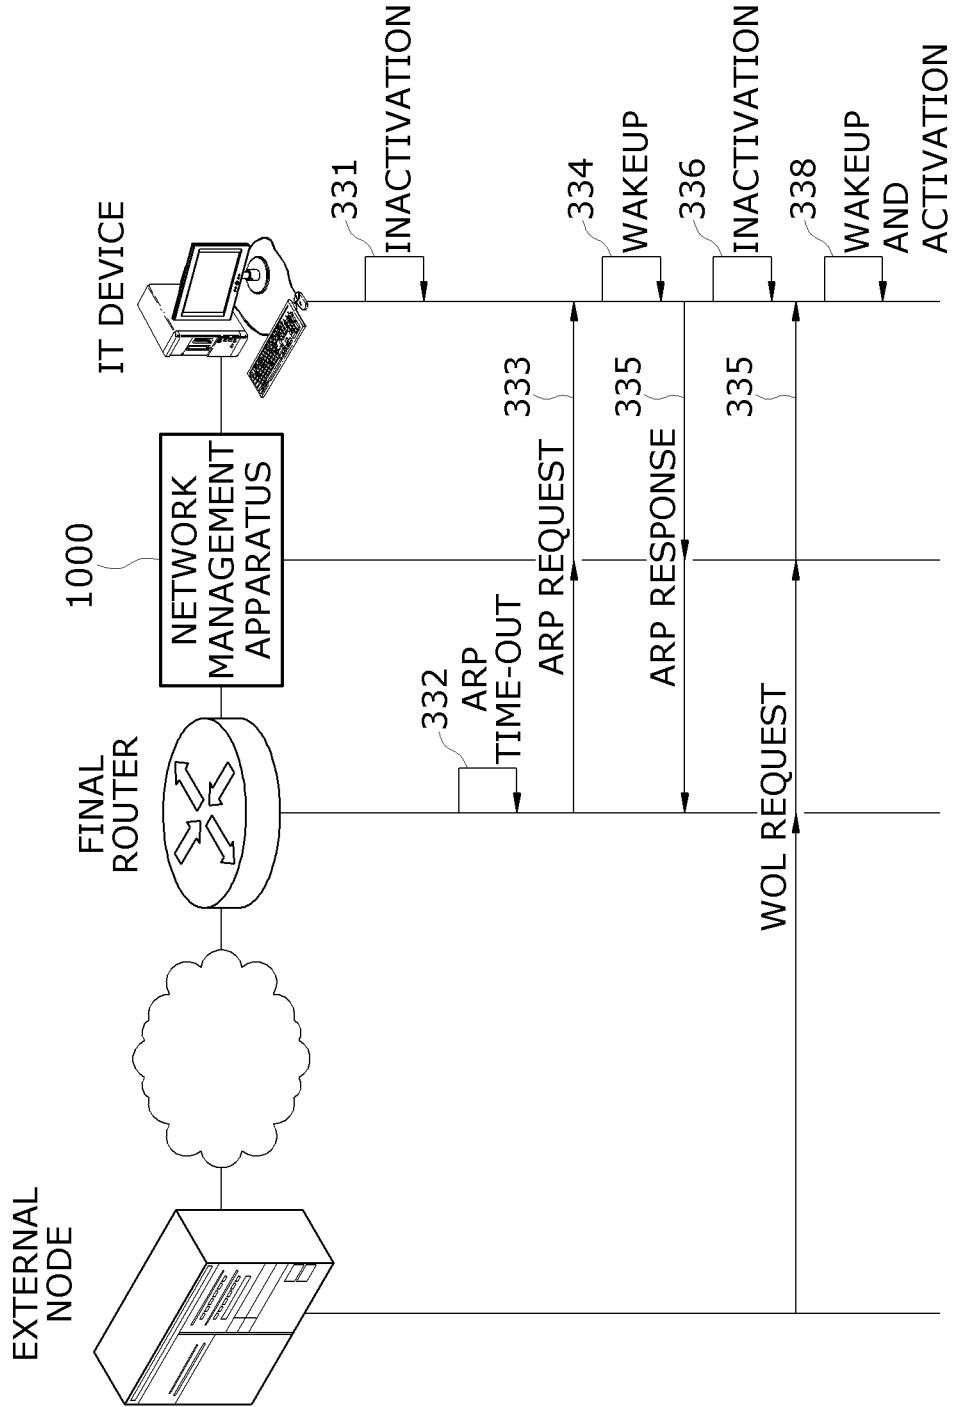 EXTERNAL
NODE
FINAL
ROUTER
1000
NETWORK
MANAGEMENT
APPARATUS
IT DEVICE
331
INACTIVATION
332
ARP
TIME-OUT
ARP REQUEST
333
334
WAKEUP
ARP RESPONSE
335
336
INACTIVATION
WOL REQUEST
335
338
WAKEUP
AND
ACTIVATION